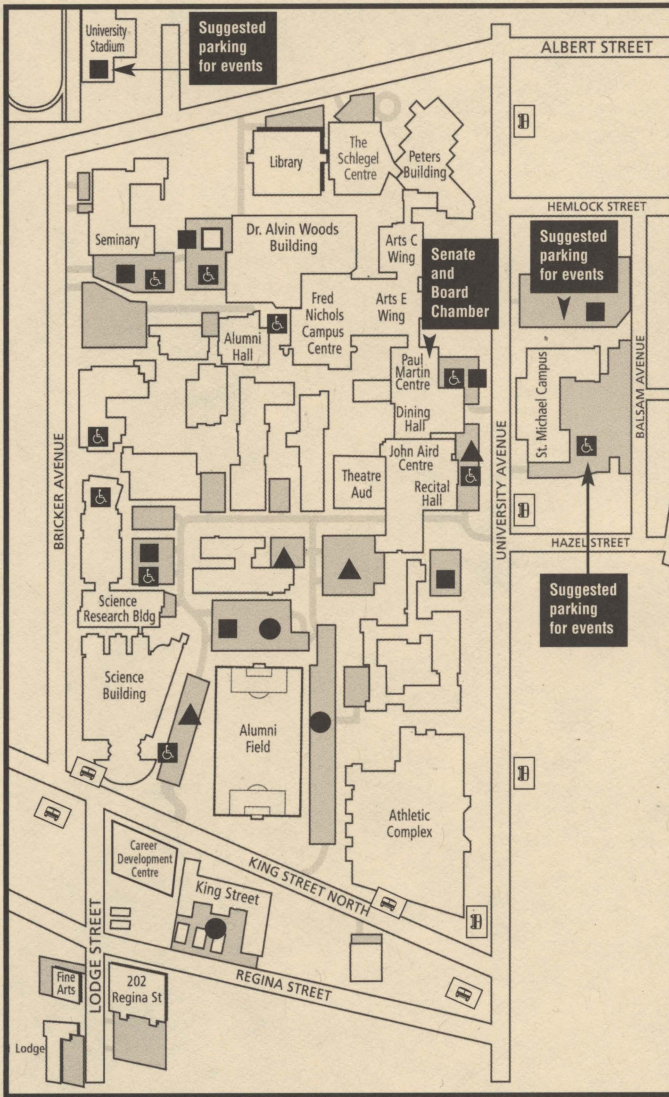 University
Stadium
Suggested
parking
for events
ALBERT STREET
Library
The
Schlegel
Centre
Peters
Building
HEMLOCK STREET
Seminary
Dr. Alvin Woods
Building
Arts C
Wing
Senate
and
Board
Chamber
Suggested
parking
for events
Fred
Nichols
Campus
Centre
Arts E
Wing
Alumni
Hall
Paul
Martin
Centre
Dining
Hall
St. Michael Campus
BALSAM AVENUE
BRICKER AVENUE
John Aird
Centre
Recital
Hall
Theatre
Aud
UNIVERSITY AVENUE
HAZEL STREET
Suggested
parking
for events
Science
Research Bldg
Science
Building
Alumni
Field
Athletic
Complex
Career
Development
Centre
KING STREET NORTH
King Street
LODGE STREET
REGINA STREET
Fine
Arts
202
Regina St
Lodge